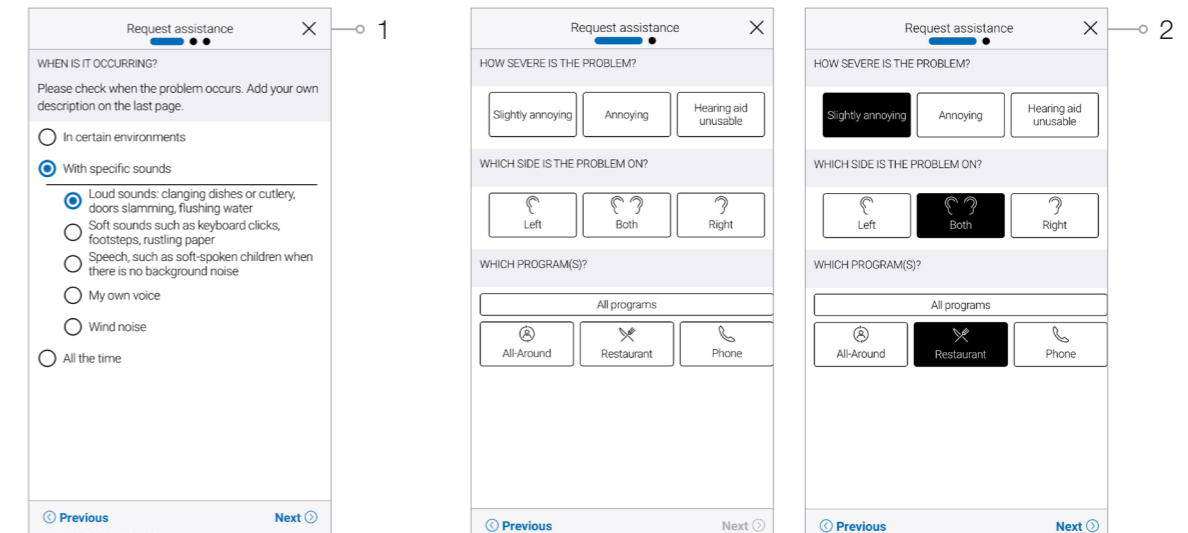 Request assistance
1
WHEN IS IT OCCURRING?
Please check when the problem occurs. Add your own
description on the last page.
In certain environments
With specific sounds
Loud sounds: clanging dishes or cutlery,
doors slamming, flushing water
Soft sounds such as keyboard clicks,
footsteps, rustling paper
Speech, such as soft-spoken children when
there is no background noise
My own voice
Wind noise
All the time
Previous
Next
Request assistance
HOW SEVERE IS THE PROBLEM?
Slightly annoying
Annoying
Hearing aid
unusable
WHICH SIDE IS THE PROBLEM ON?
Left
Both
Right
WHICH PROGRAM(S)?
All programs
All-Around
Restaurant
Phone
Previous
Next
Request assistance
2
HOW SEVERE IS THE PROBLEM?
Slightly annoying
Annoying
Hearing aid
unusable
WHICH SIDE IS THE PROBLEM ON?
Left
Both
Right
WHICH PROGRAM(S)?
All programs
All-Around
Restaurant
Phone
Previous
Next